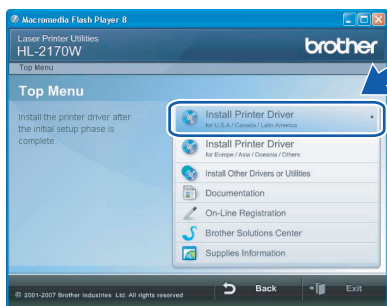 Macromedia Flash Player 8
Laser Printer Utilities
HL-2170W
brother
Top Menu
Top Menu
Install the printer driver after
the initial setup phase is
complete.
Install Printer Driver
for U.S.A / Canada / Latin America
Install Printer Driver
for Europe / Asia / Oceania / Others
Install Other Drivers or Utilities
Documentation
On-Line Registration
Brother Solutions Center
Supplies Information
© 2001-2007 Brother Industries Ltd. All rights reserved
Back
Exit